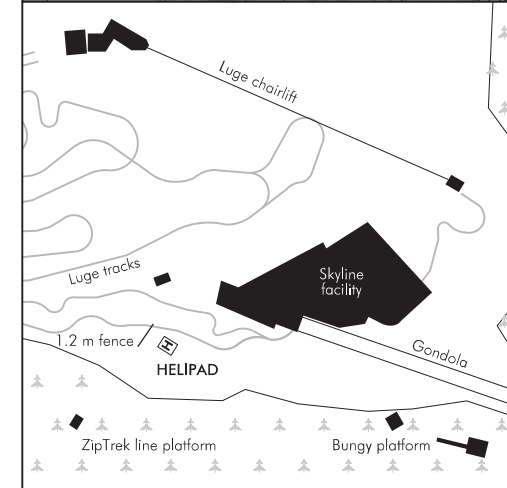 Luge chairlift
Luge tracks
Skyline
facility
1.2 m fence
H
HELIPAD
Gondola
ZipTrek line platform
Bungy platform